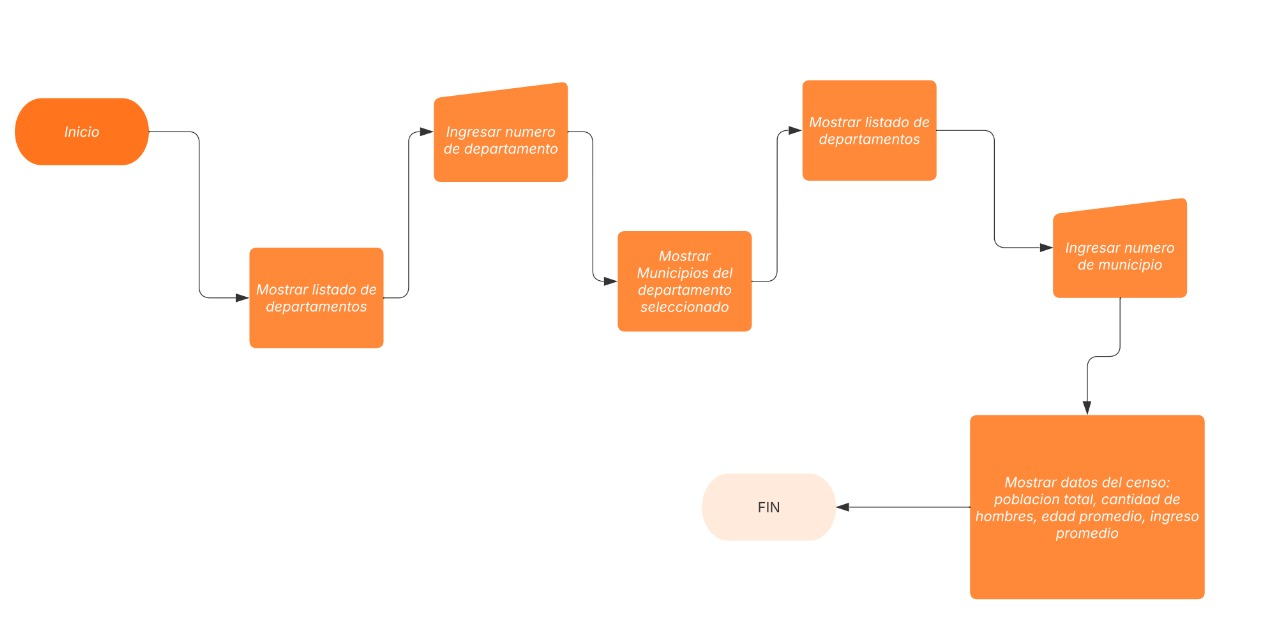 Inicio
Mostrar listado de
departamentos
Ingresar numero
de departamento
Mostrar
Municipios del
departamento
seleccionado
Mostrar listado de
departamentos
Ingresar numero
de municipio
Mostrar datos del censo:
poblacion total, cantidad de
hombres, edad promedio, ingreso
promedio
FIN